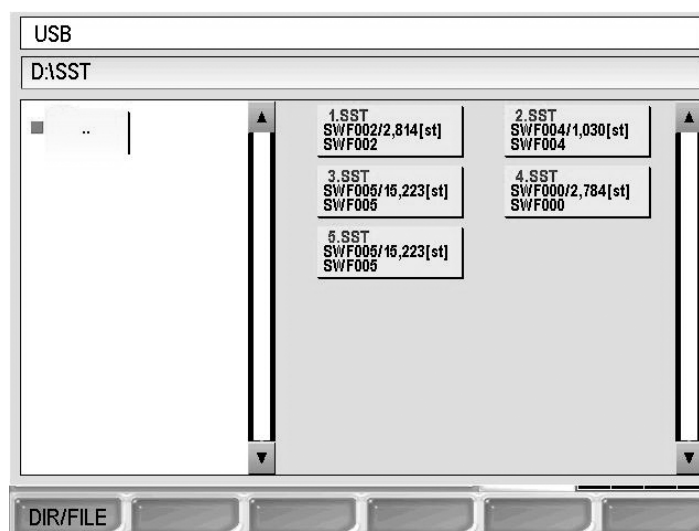 USB
D:\SST
..
1.SST
SWF002/2,814[st]
SWF002
2.SST
SWF004/1,030[st]
SWF004
3.SST
SWF005/15,223[st]
SWF005
4.SST
SWF000/2,784[st]
SWF000
5.SST
SWF005/15,223[st]
SWF005
DIR/FILE